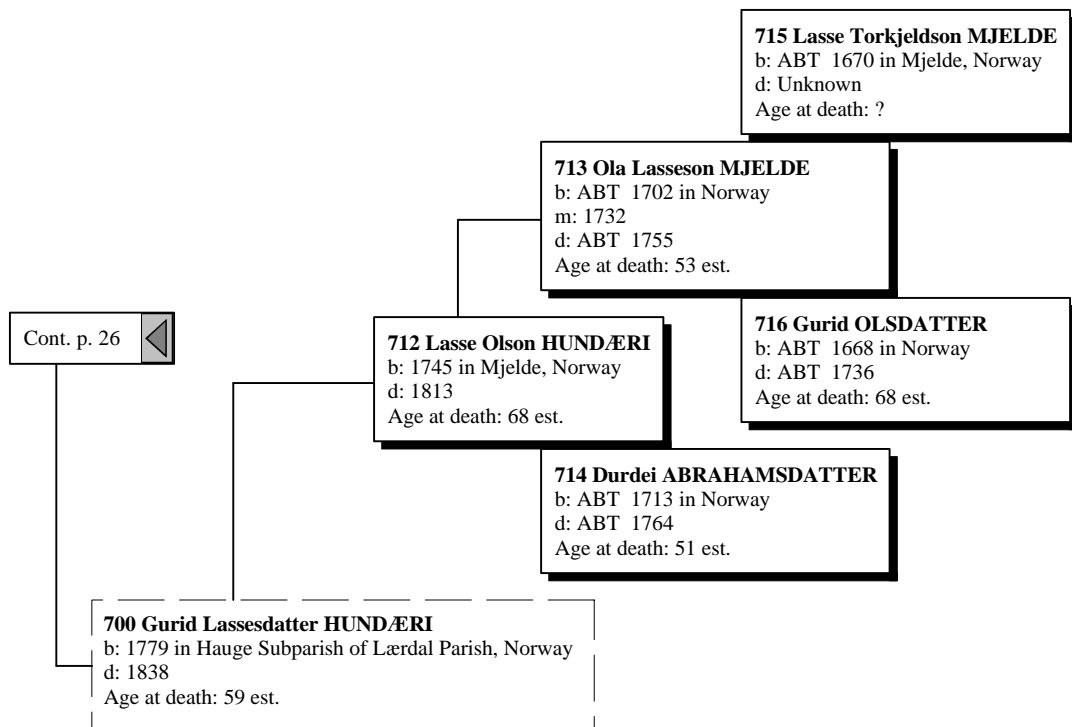 715 Lasse Torkjeldson MJELDE
b: ABT 1670 in Mjelde, Norway
d: Unknown
Age at death: ?
713 Ola Lasseson MJELDE
b: ABT 1702 in Norway
m: 1732
d: ABT 1755
Age at death: 53 est.
716 Gurid OLSDATTER
b: ABT 1668 in Norway
d: ABT 1736
Age at death: 68 est.
Cont. p. 26
712 Lasse Olson HUNDÆRI
b: 1745 in Mjelde, Norway
d: 1813
Age at death: 68 est.
714 Durdei ABRAHAMSDATTER
b: ABT 1713 in Norway
d: ABT 1764
Age at death: 51 est.
700 Gurid Lassesdatter HUNDÆRI
b: 1779 in Hauge Subparish of Lærdal Parish, Norway
d: 1838
Age at death: 59 est.